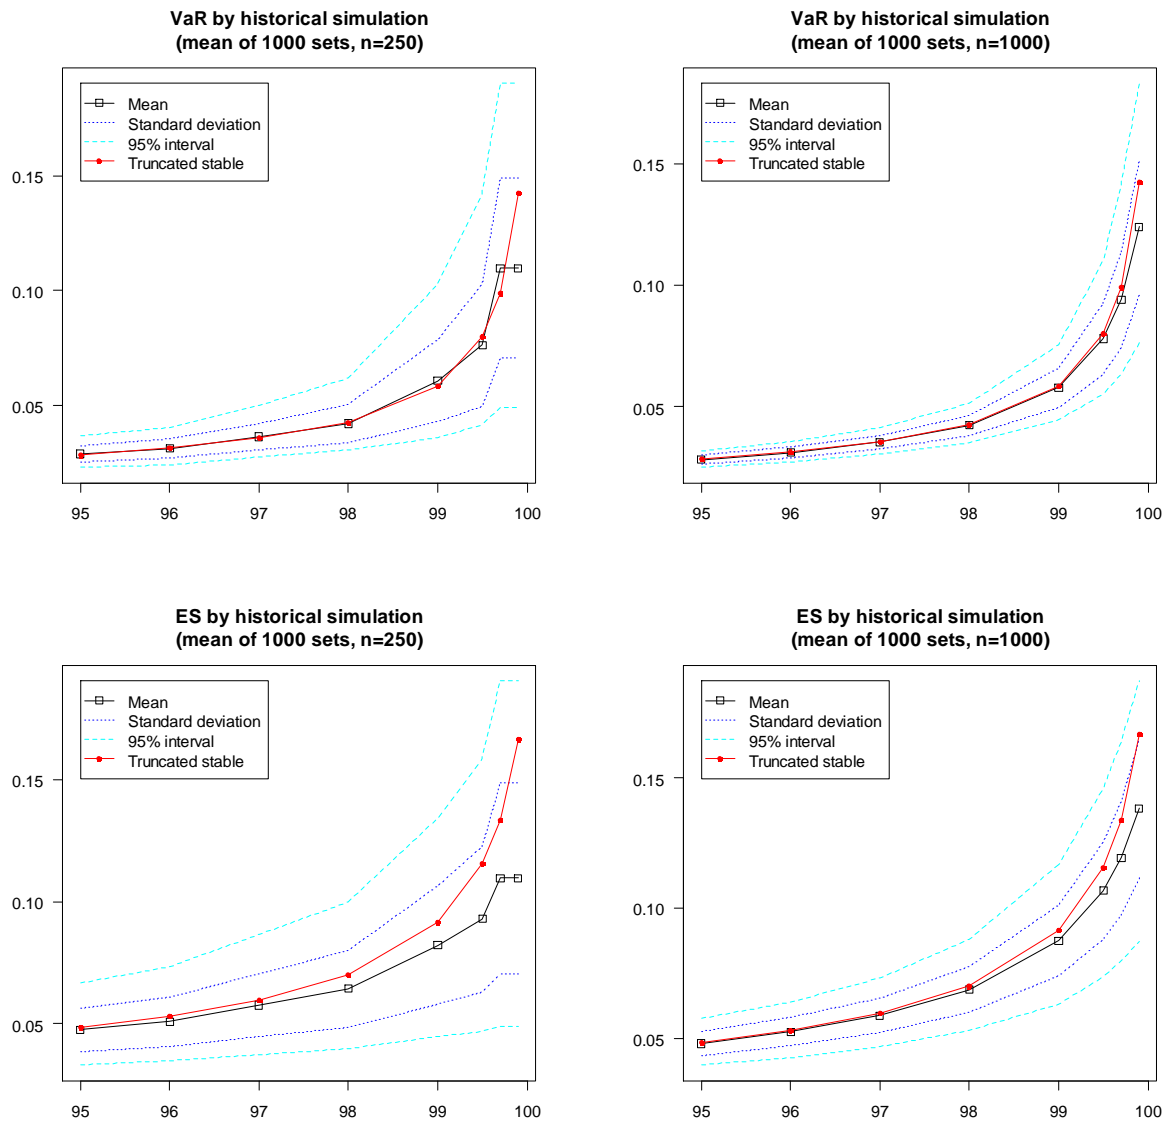 VaR by historical simulation
(mean of 1000 sets, n=250)
Mean
Standard deviation
95% interval
Truncated stable
0.15
0.10
0.05
95 96 97 98 99 100
VaR by historical simulation
(mean of 1000 sets, n=1000)
Mean
Standard deviation
95% interval
Truncated stable
0.15
0.10
0.05
95 96 97 98 99 100
ES by historical simulation
(mean of 1000 sets, n=250)
Mean
Standard deviation
95% interval
Truncated stable
0.15
0.10
0.05
95 96 97 98 99 100
ES by historical simulation
(mean of 1000 sets, n=1000)
Mean
Standard deviation
95% interval
Truncated stable
0.15
0.10
0.05
95 96 97 98 99 100